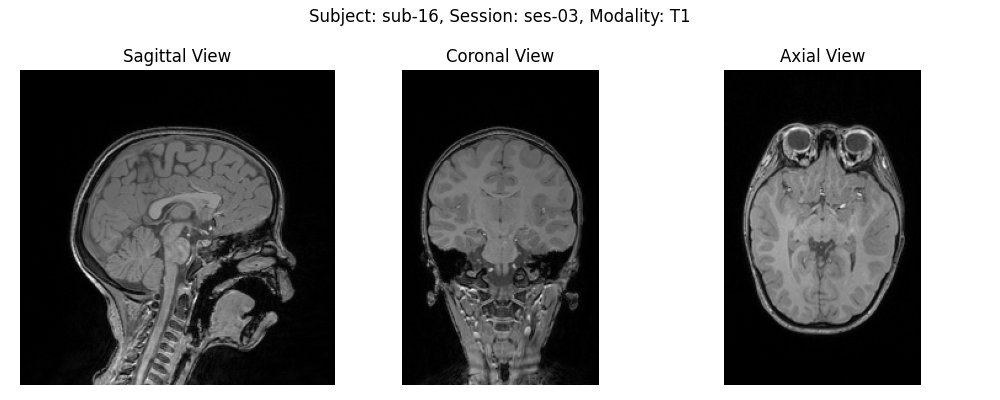 Subject: sub-16, Session: ses-03, Modality: T1
Sagittal View
Coronal View
Axial View